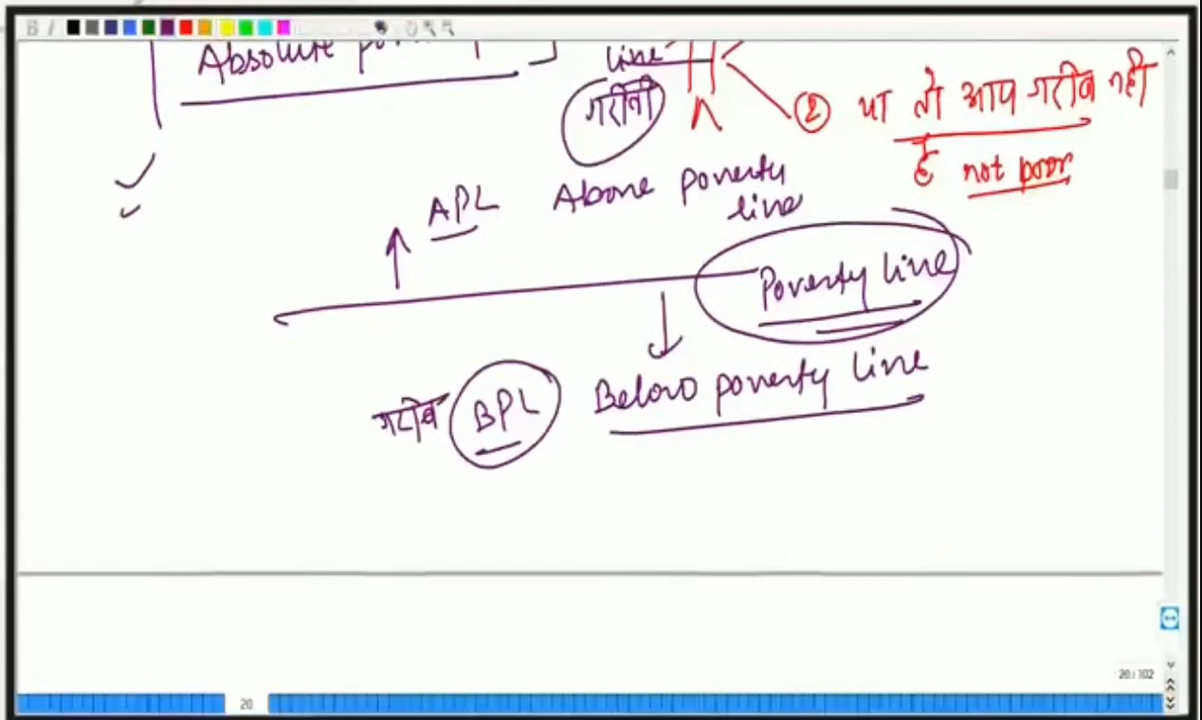 Absolute
line
गरीबी
② या तो आप गरीब नहीं
है not poor
APL Above poverty
line
Poverty line
गरीब BPL Below poverty line
20 / 102
20